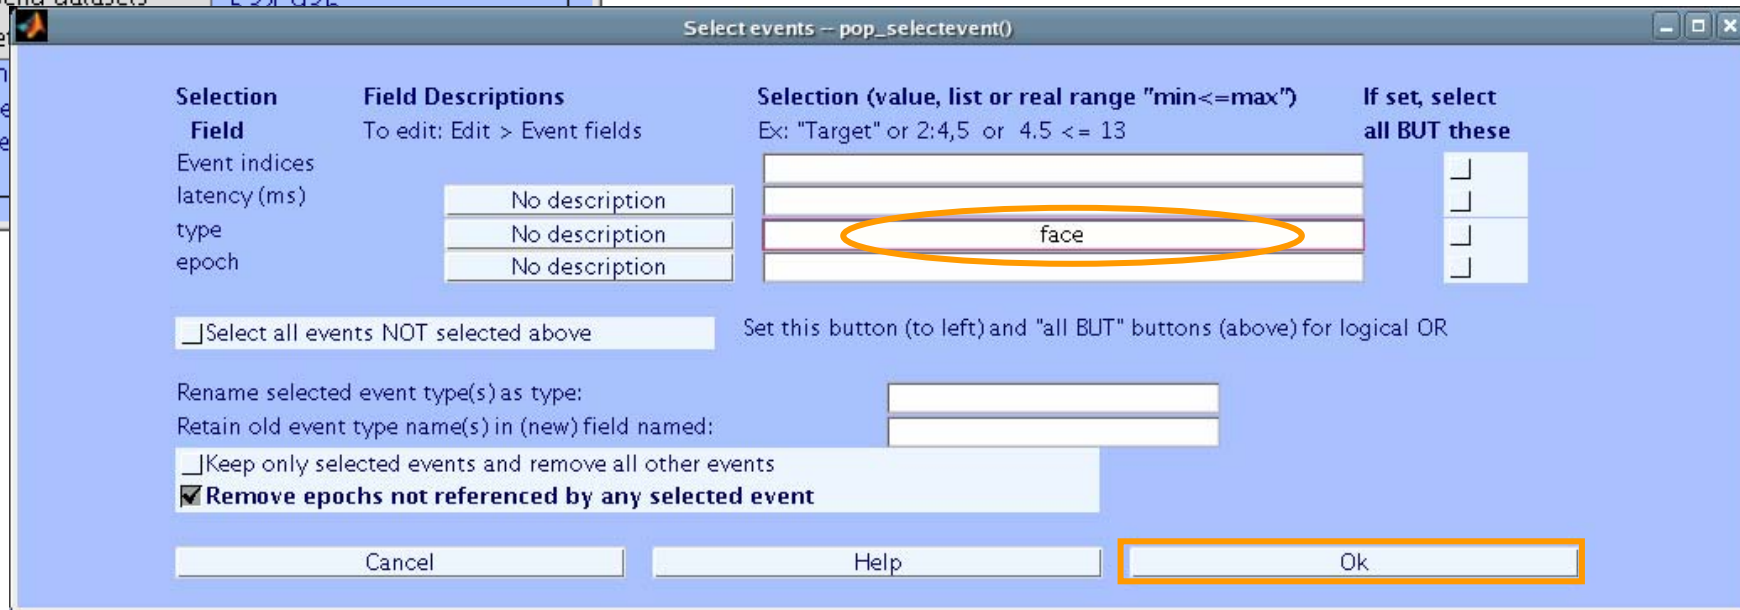 Select events -- pop_selectevent()
Selection Field Descriptions Selection (value, list or real range "min<=max") If set, select
Field To edit: Edit > Event fields Ex: "Target" or 2:4,5 or 4.5 <= 13 all BUT these
Event indices
latency (ms) No description
type No description face
epoch No description
Select all events NOT selected above Set this button (to left) and "all BUT" buttons (above) for logical OR
Rename selected event type(s) as type:
Retain old event type name(s) in (new) field named:
Keep only selected events and remove all other events
Remove epochs not referenced by any selected event
Cancel Help Ok